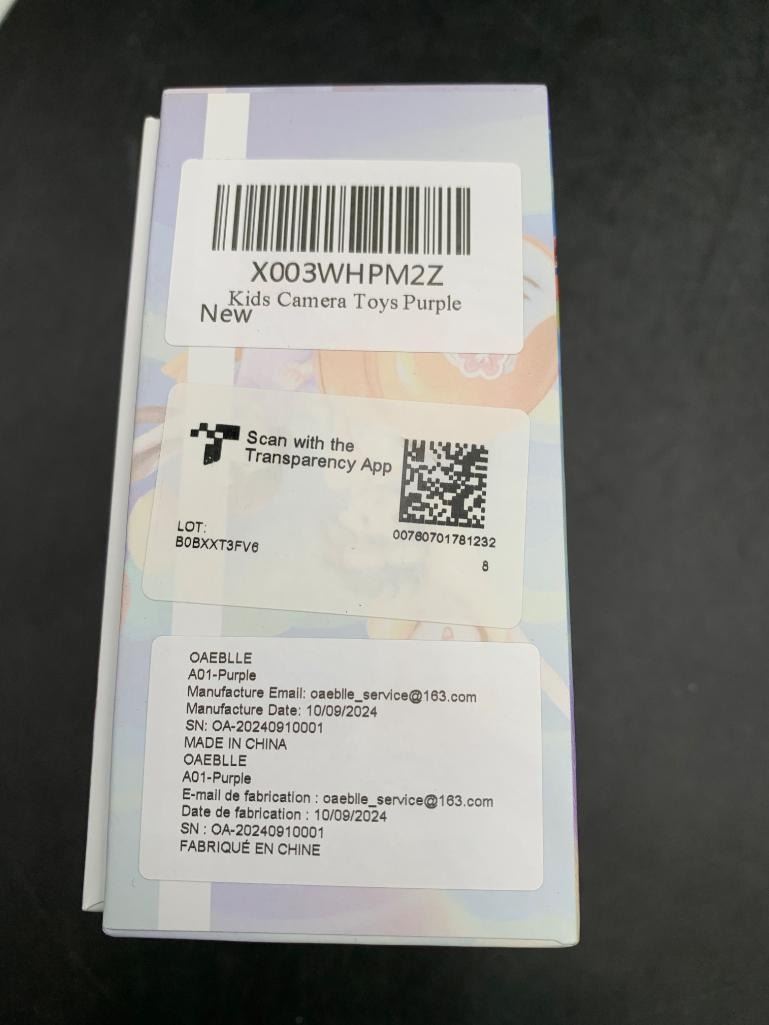 X003WHPM2Z
Kids Camera Toys Purple
New
Scan with the
Transparency App
LOT:
B0BXXT3FV6
00760701781232
8
OAEBLLE
A01-Purple
Manufacture Email: oaeblle_service@163.com
Manufacture Date: 10/09/2024
SN: OA-20240910001
MADE IN CHINA
OAEBLLE
A01-Purple
E-mail de fabrication : oaeblle_service@163.com
Date de fabrication : 10/09/2024
SN : OA-20240910001
FABRIQUÉ EN CHINE